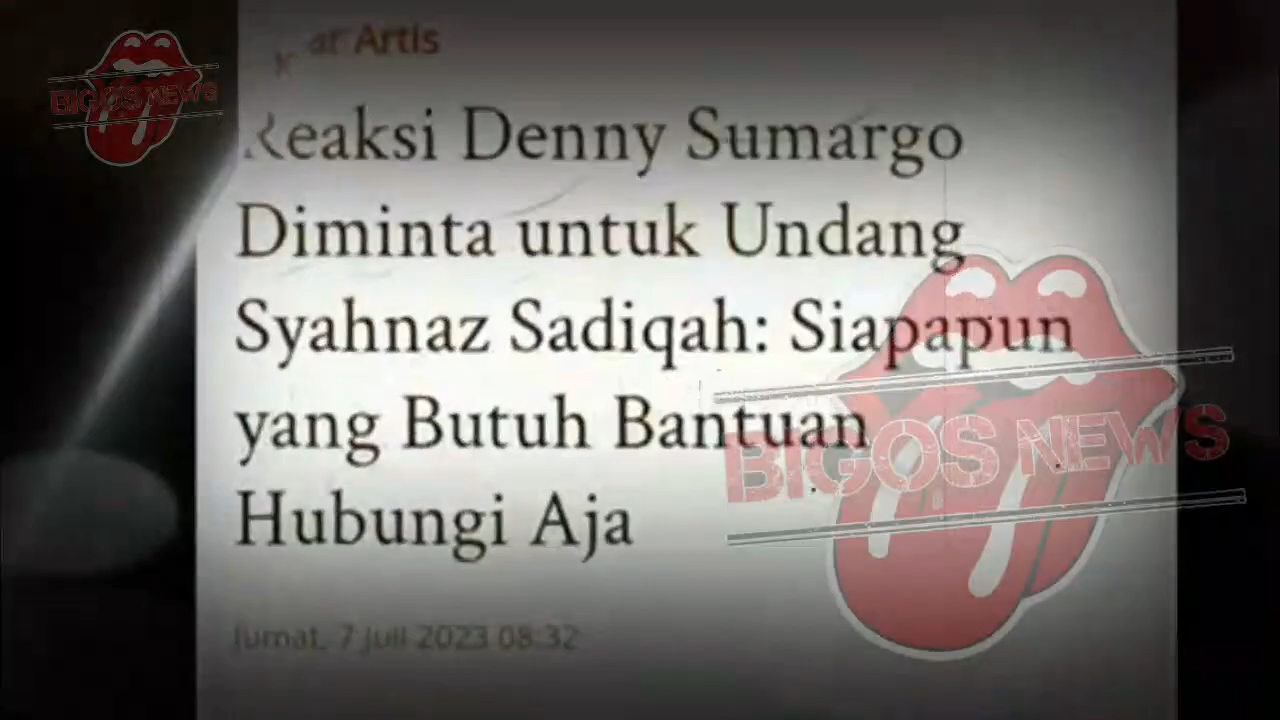 BIGOS NEWS
Artis
Reaksi Denny Sumargo
Diminta untuk Undang
Syahnaz Sadiqah: Siapapun
yang Butuh Bantuan
Hubungi Aja
BIGOS NEWS
Jumat, 7 Juli 2023 08:32